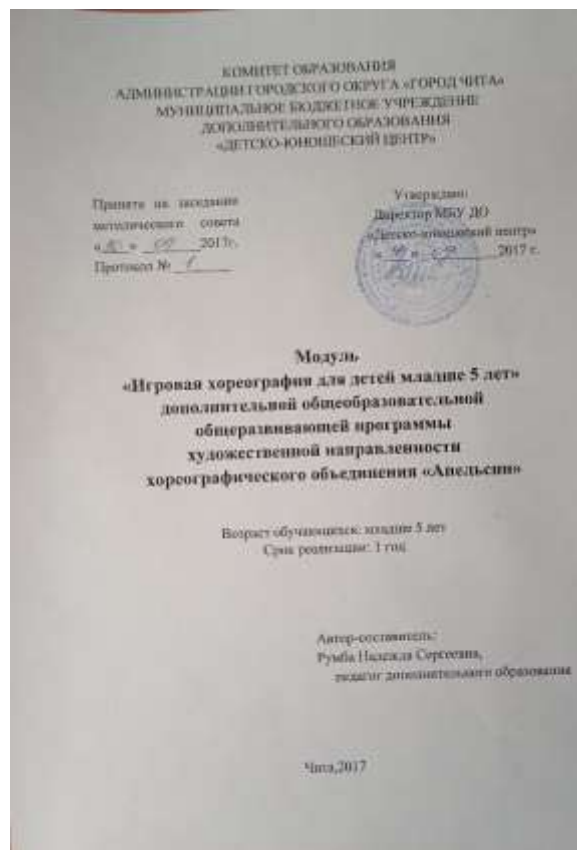 КОМИТЕТ ОБРАЗОВАНИЯ
АДМИНИСТРАЦИИ ГОРОДСКОГО ОКРУГА «ГОРОД ЧИТА»
МУНИЦИПАЛЬНОЕ БЮДЖЕТНОЕ УЧРЕЖДЕНИЕ
ДОПОЛНИТЕЛЬНОГО ОБРАЗОВАНИЯ
«ДЕТСКО-ЮНОШЕСКИЙ ЦЕНТР»
Принята на заседании
методического совета
« » 09 2017г.
Протокол № 1
Утверждаю:
Директор МБУ ДО
«Детско-юношеский центр»
« » 09 2017 г.
Модуль
«Игровая хореография для детей младше 5 лет»
дополнительной общеобразовательной
общеразвивающей программы
художественной направленности
хореографического объединения «Апельсин»
Возраст обучающихся: младше 5 лет
Срок реализации: 1 год
Автор-составитель:
Румба Надежда Сергеевна,
педагог дополнительного образования
Чита,2017